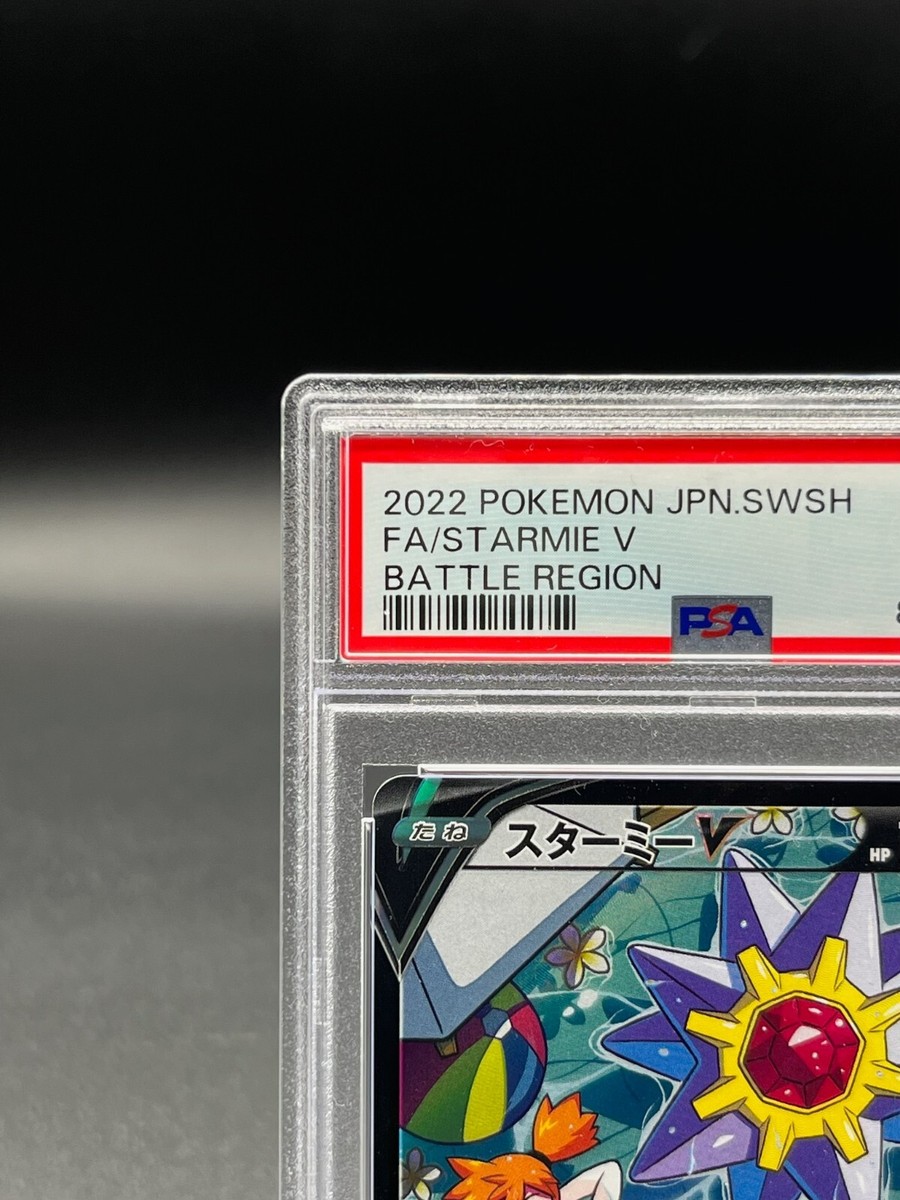 2022 POKEMON JPN.SWSH
FA/STARMIE V
BATTLE REGION
PSA
たね スターミーV HP